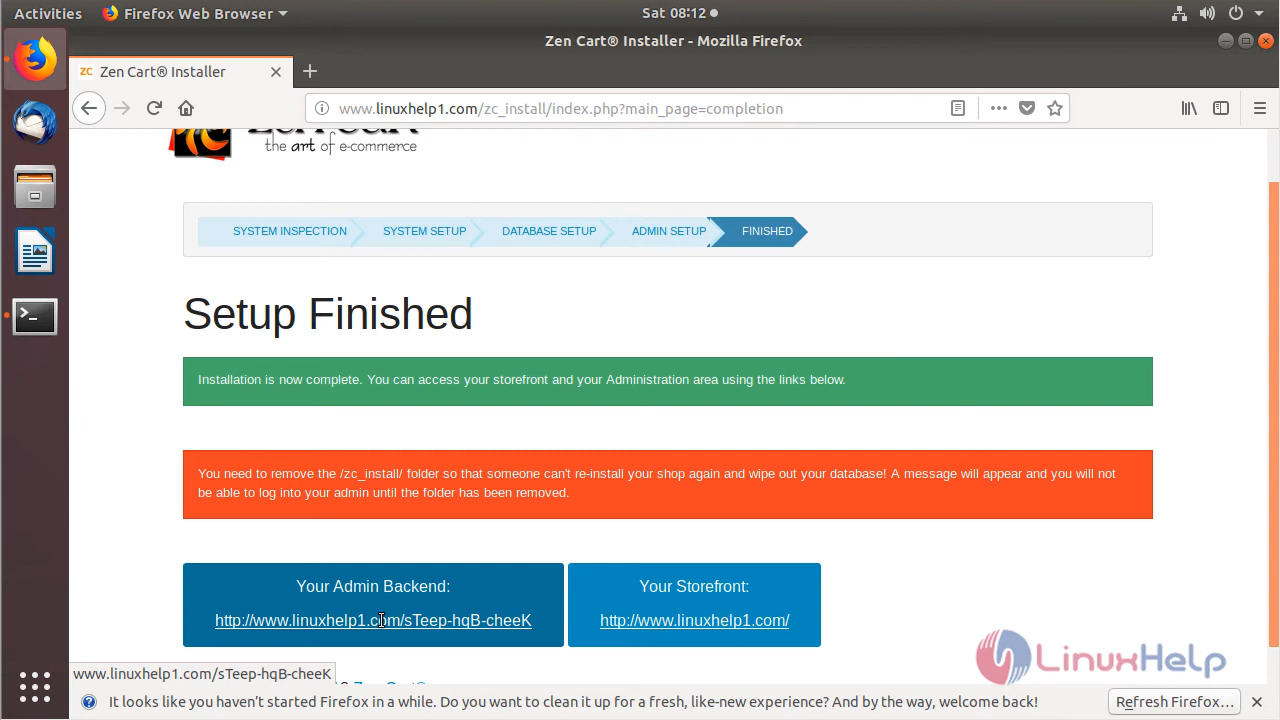 Activities Firefox Web Browser Sat 08:12
Zen Cart® Installer - Mozilla Firefox
ZC Zen Cart® Installer
www.linuxhelp1.com/zc_install/index.php?main_page=completion
the art of e-commerce
SYSTEM INSPECTION SYSTEM SETUP DATABASE SETUP ADMIN SETUP FINISHED
Setup Finished
Installation is now complete. You can access your storefront and your Administration area using the links below.
You need to remove the /zc_install/ folder so that someone can't re-install your shop again and wipe out your database! A message will appear and you will not
be able to log into your admin until the folder has been removed.
Your Admin Backend: Your Storefront:
http://www.linuxhelp1.com/sTeep-hqB-cheeK http://www.linuxhelp1.com/
LinuxHelp
www.linuxhelp1.com/sTeep-hqB-cheeK
It looks like you haven't started Firefox in a while. Do you want to clean it up for a fresh, like-new experience? And by the way, welcome back! Refresh Firefox...